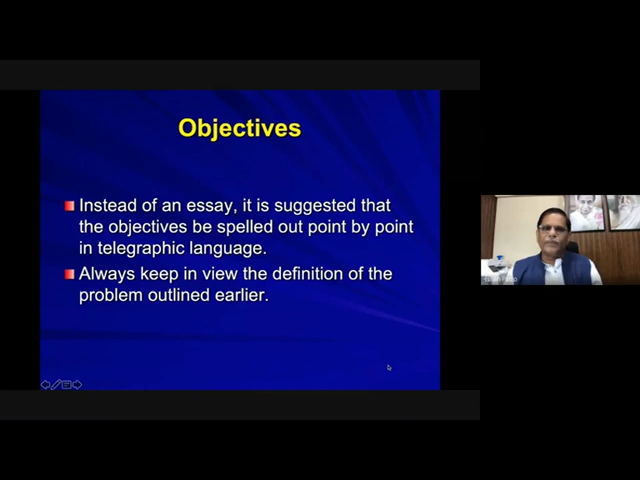 Objectives
Instead of an essay, it is suggested that
the objectives be spelled out point by point
in telegraphic language.
Always keep in view the definition of the
problem outlined earlier.